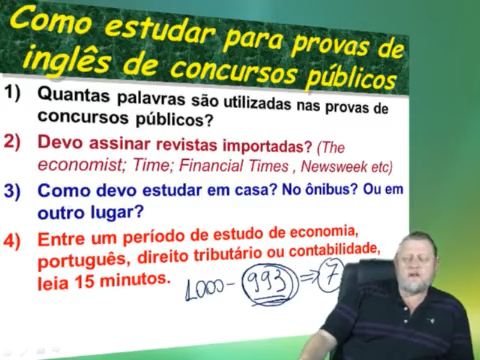 Como estudar para provas de
inglês de concursos públicos
1) Quantas palavras são utilizadas nas provas de
concursos públicos?
2) Devo assinar revistas importadas? (The
economist; Time; Financial Times , Newsweek etc)
3) Como devo estudar em casa? No ônibus? Ou em
outro lugar?
4) Entre um período de estudo de economia,
português, direito tributário ou contabilidade,
leia 15 minutos.
1.000 - 993 => 7